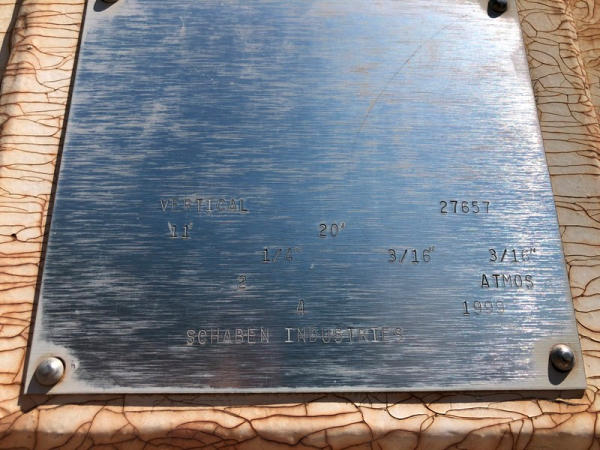 VERTICAL 27657
11' 20'
1/4" 3/16" 3/16"
2 ATMOS
4 1999
SCHABEN INDUSTRIES